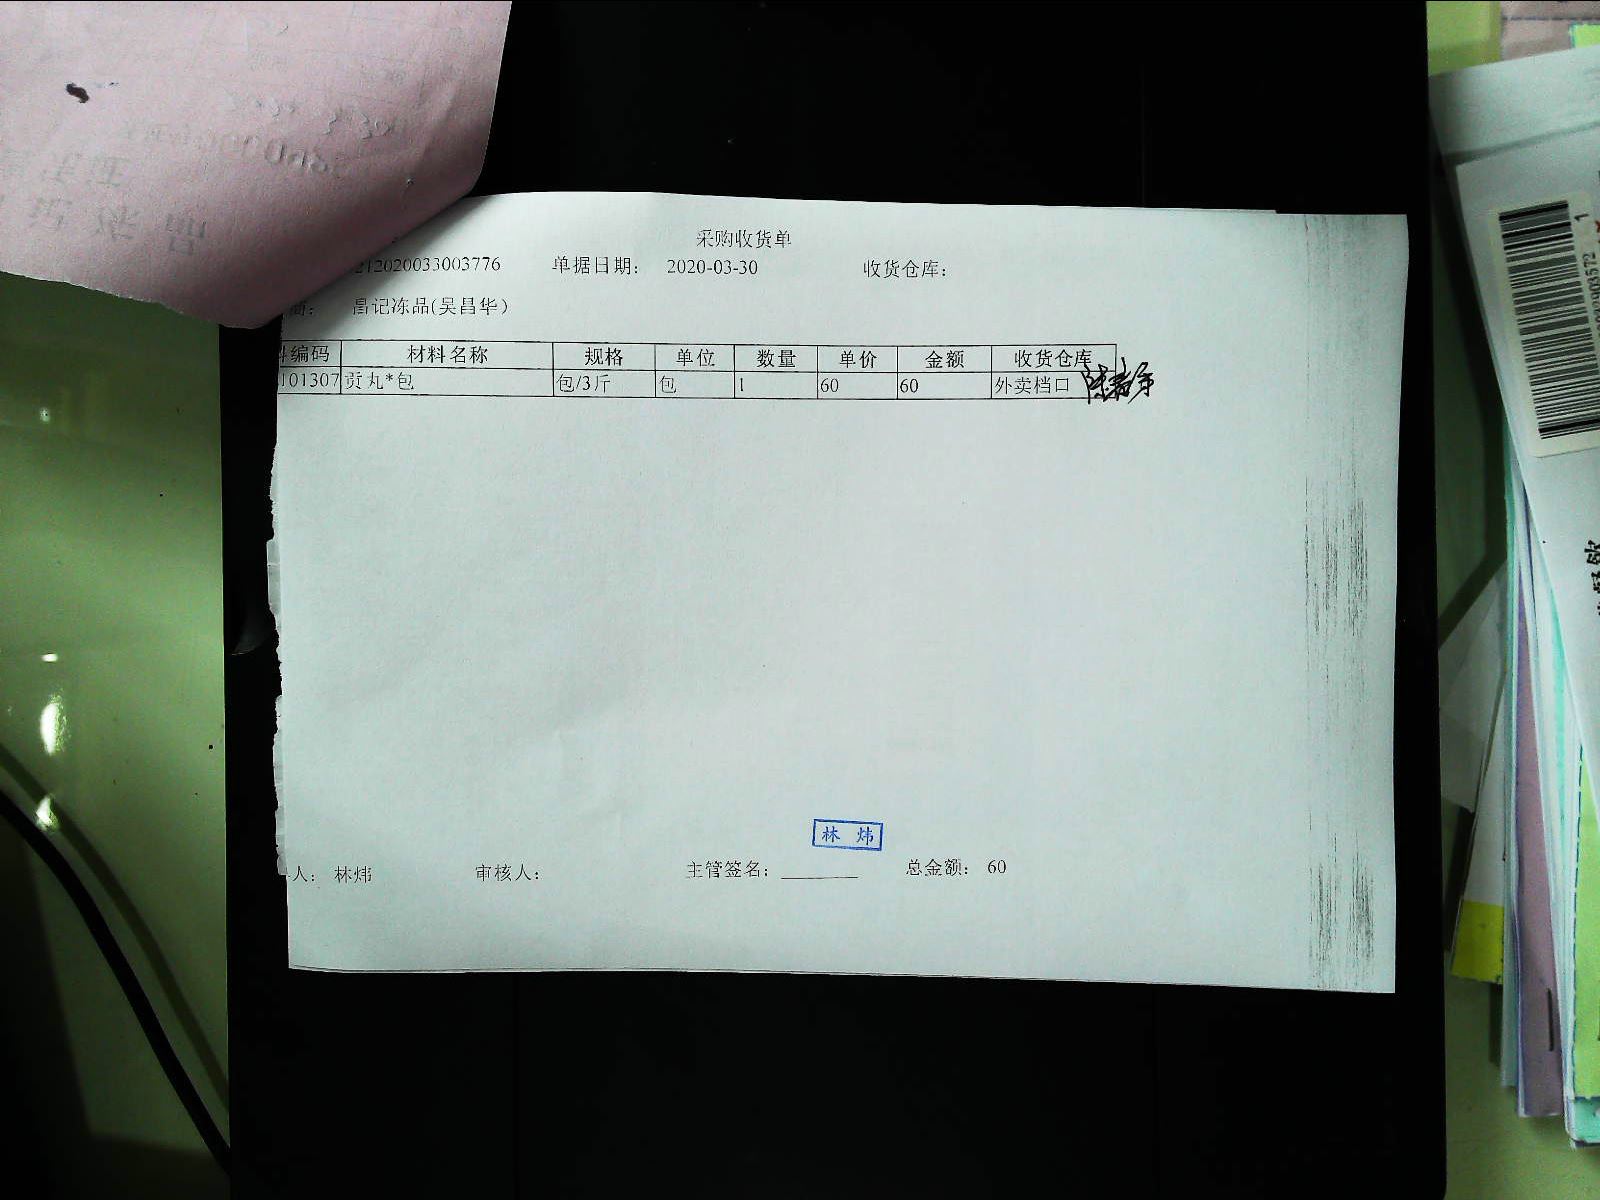 采购收货单
212020033003776 单据日期: 2020-03-30 收货仓库:
商: 昌记冻品(吴昌华)
编码 材料名称 规格 单位 数量 单价 金额 收货仓库
101307 贡丸*包 包/3斤 包 1 60 60 外卖档口
林 炜
人: 林炜 审核人: 主管签名: 总金额: 60